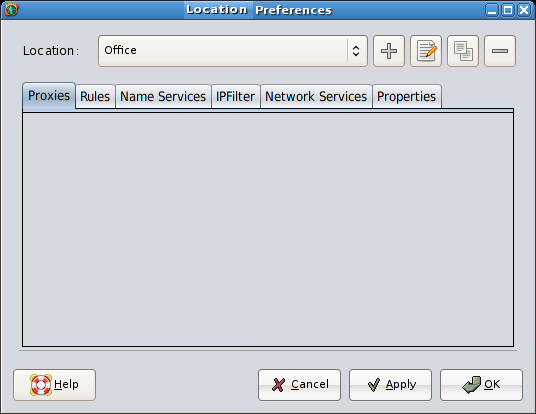 Location Preferences
Location: Office
Proxies Rules Name Services IPFilter Network Services Properties
Help Cancel Apply OK